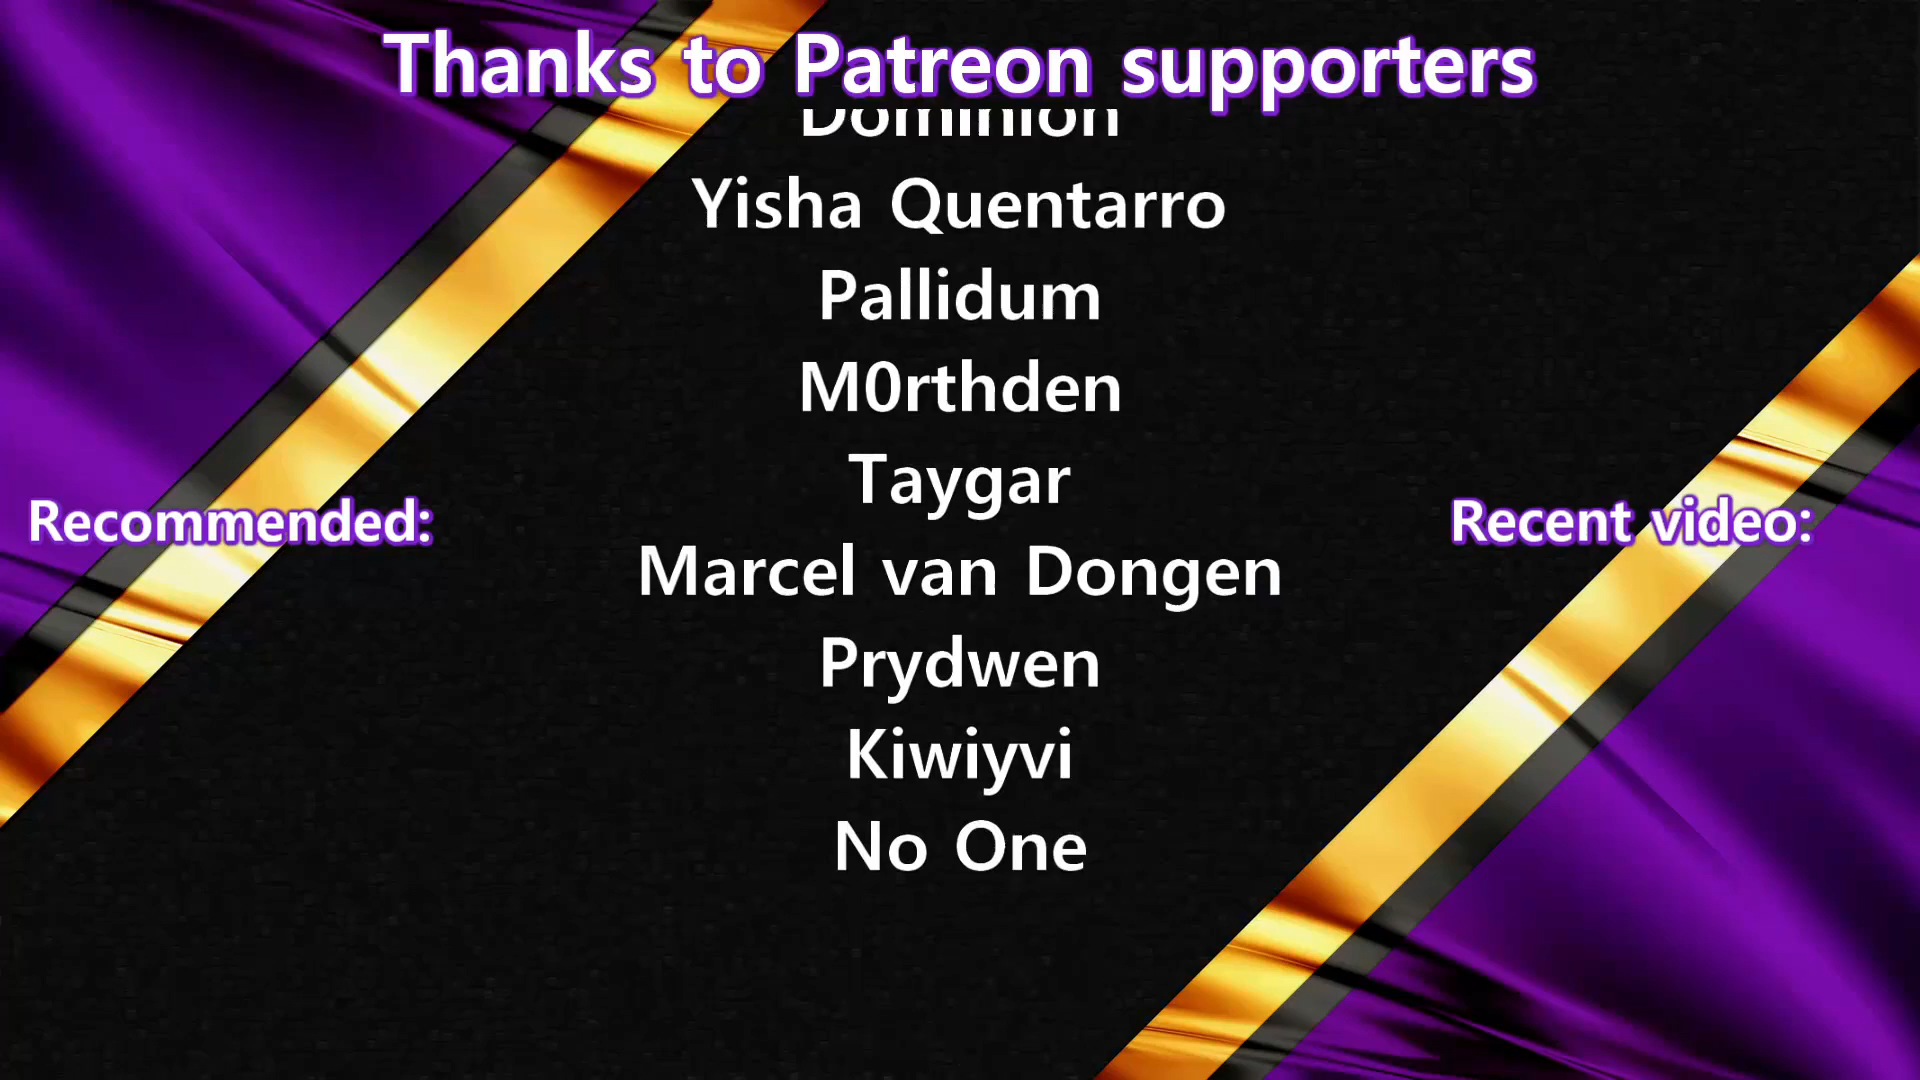 Thanks to Patreon supporters
Dominion
Yisha Quentarro
Pallidum
M0rthden
Taygar
Recommended:
Recent video:
Marcel van Dongen
Prydwen
Kiwiyvi
No One